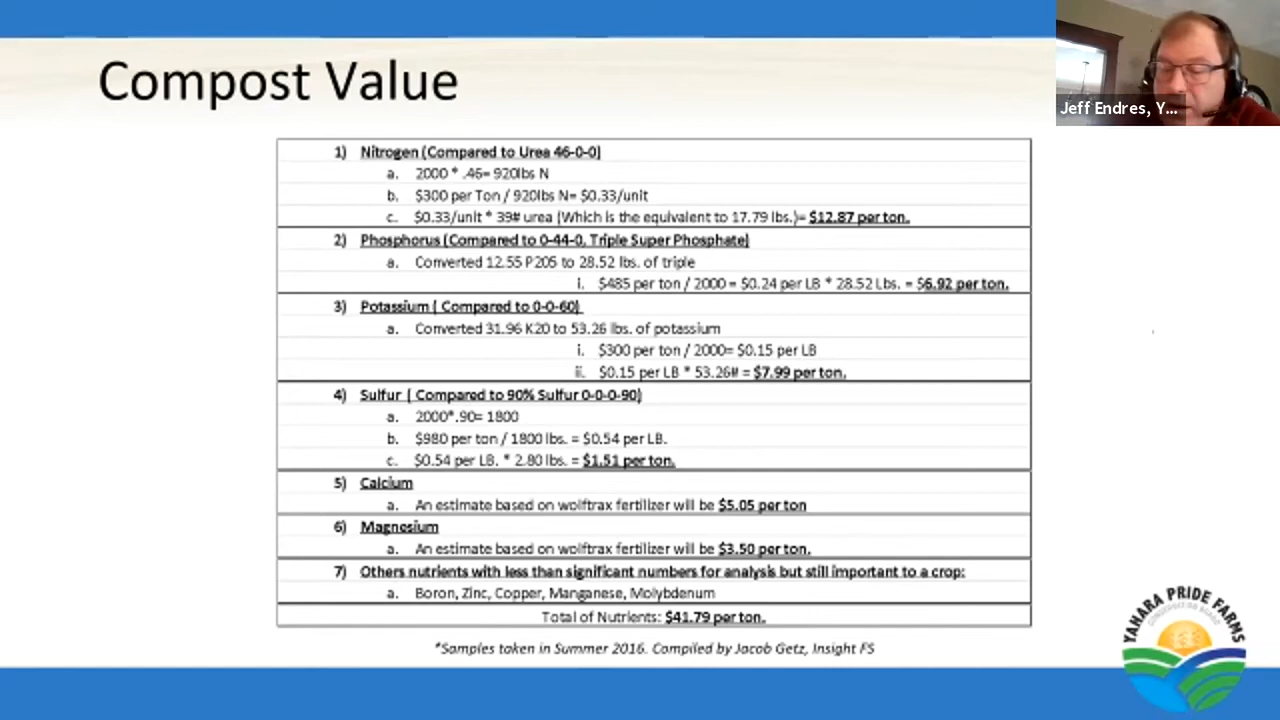 Compost Value
Jeff Endres, Y...
1) Nitrogen (Compared to Urea 46-0-0)
a. 2000 * .46= 920lbs N
b. $300 per Ton / 920lbs N= $0.33/unit
c. $0.33/unit * 39# urea (Which is the equivalent to 17.79 lbs.)= $12.87 per ton.
2) Phosphorus (Compared to 0-44-0, Triple Super Phosphate)
a. Converted 12.55 P205 to 28.52 lbs. of triple
i. $485 per ton / 2000 = $0.24 per LB * 28.52 Lbs. = $6.92 per ton.
3) Potassium ( Compared to 0-0-60)
a. Converted 31.96 K20 to 53.26 lbs. of potassium
i. $300 per ton / 2000= $0.15 per LB
ii. $0.15 per LB * 53.26# = $7.99 per ton.
4) Sulfur ( Compared to 90% Sulfur 0-0-0-90)
a. 2000*.90= 1800
b. $980 per ton / 1800 lbs. = $0.54 per LB.
c. $0.54 per LB. * 2.80 lbs. = $1.51 per ton.
5) Calcium
a. An estimate based on wolftrax fertilizer will be $5.05 per ton
6) Magnesium
a. An estimate based on wolftrax fertilizer will be $3.50 per ton.
7) Others nutrients with less than significant numbers for analysis but still important to a crop:
a. Boron, Zinc, Copper, Manganese, Molybdenum
Total of Nutrients: $41.79 per ton.
*Samples taken in Summer 2016. Compiled by Jacob Getz, Insight FS
YAHARA PRIDE FARMS
CONSERVATION BOARD